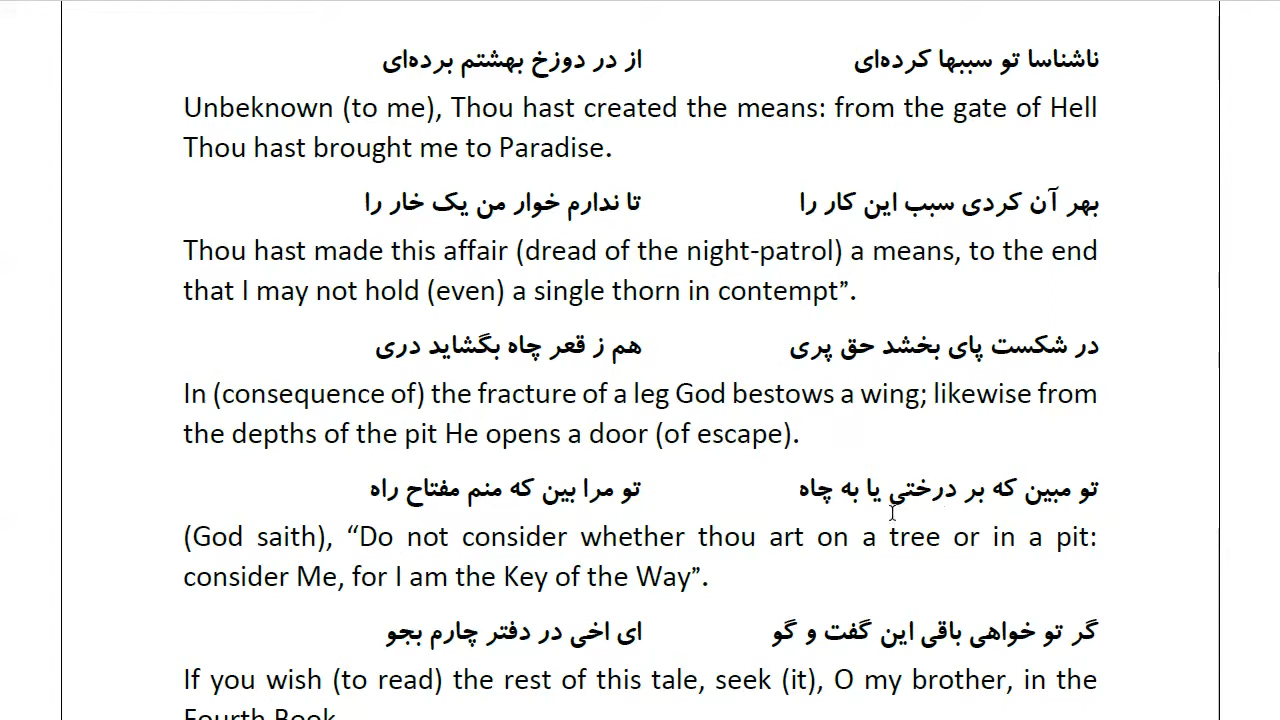 ناشناسا تو سببها کرده‌ای از در دوزخ بهشتم برده‌ای
Unbeknown (to me), Thou hast created the means: from the gate of Hell
Thou hast brought me to Paradise.
بهر آن کردی سبب این کار را تا ندارم خوار من یک خار را
Thou hast made this affair (dread of the night-patrol) a means, to the end
that I may not hold (even) a single thorn in contempt”.
در شکست پای بخشد حق پری هم ز قعر چاه بگشاید دری
In (consequence of) the fracture of a leg God bestows a wing; likewise from
the depths of the pit He opens a door (of escape).
تو مبین که بر درختی یا به چاه تو مرا بین که منم مفتاح راه
(God saith), “Do not consider whether thou art on a tree or in a pit:
consider Me, for I am the Key of the Way”.
گر تو خواهی باقی این گفت و گو ای اخی در دفتر چارم بجو
If you wish (to read) the rest of this tale, seek (it), O my brother, in the
Fourth Book